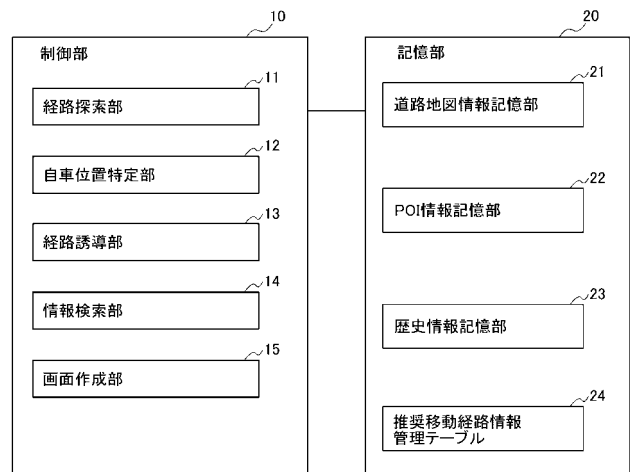 10
制御部
11
経路探索部
12
自車位置特定部
13
経路誘導部
14
情報検索部
15
画面作成部
20
記憶部
21
道路地図情報記憶部
22
POI情報記憶部
23
歴史情報記憶部
24
推奨移動経路情報
管理テーブル